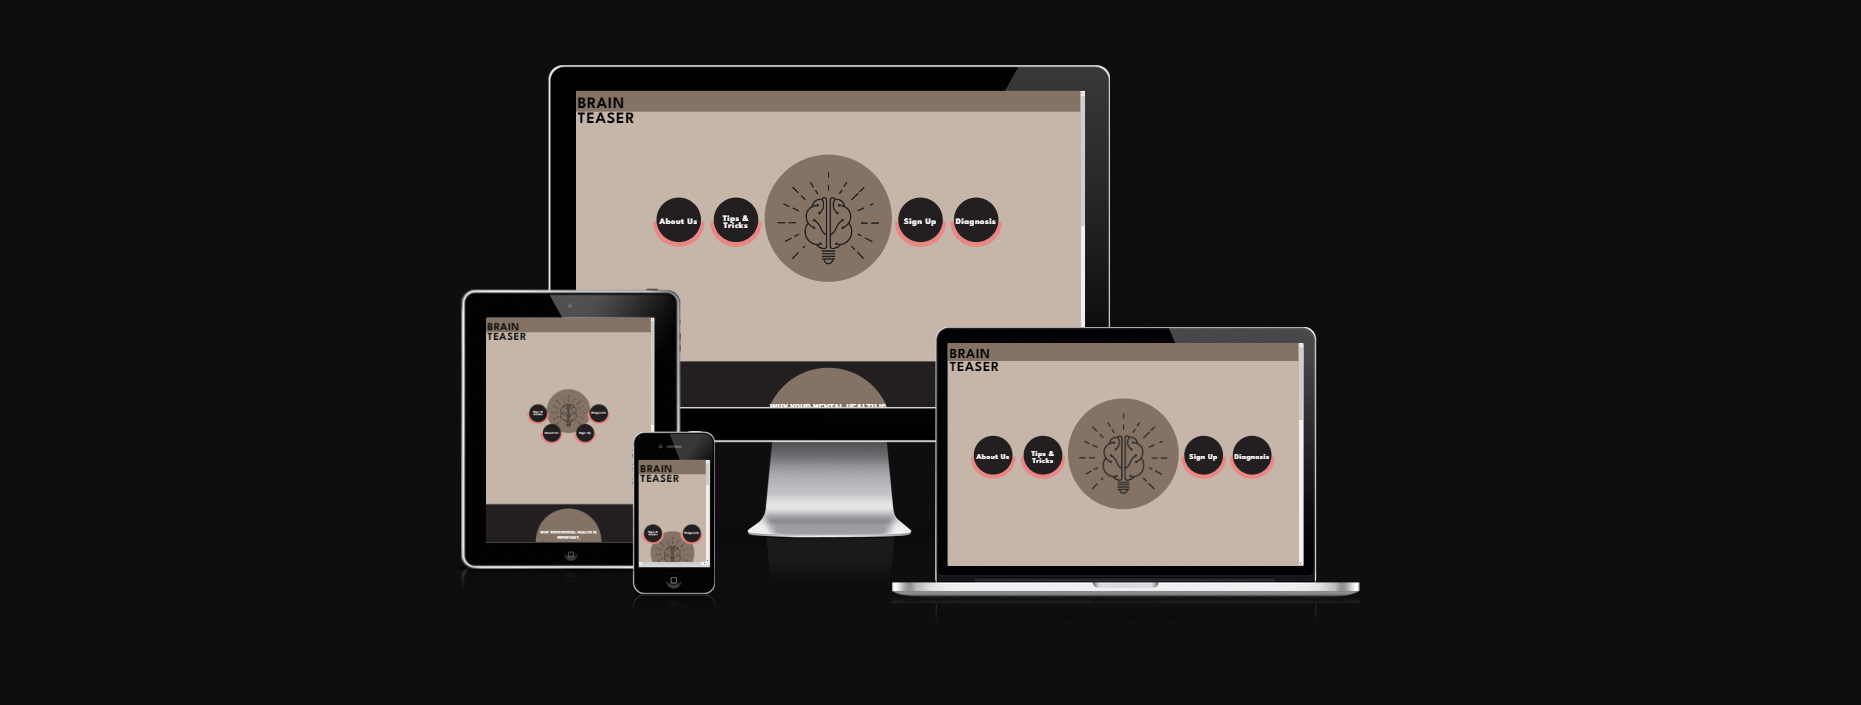 BRAIN
TEASER
About Us
Tips &
Tricks
Sign Up
Diagnosis
WHY YOUR MENTAL HEALTH IS
BRAIN
TEASER
Tips &
Tricks
Diagnosis
About Us
Sign Up
WHY YOUR MENTAL HEALTH IS
IMPORTANT.
BRAIN
TEASER
Tips &
Tricks
Diagnosis
BRAIN
TEASER
About Us
Tips &
Tricks
Sign Up
Diagnosis